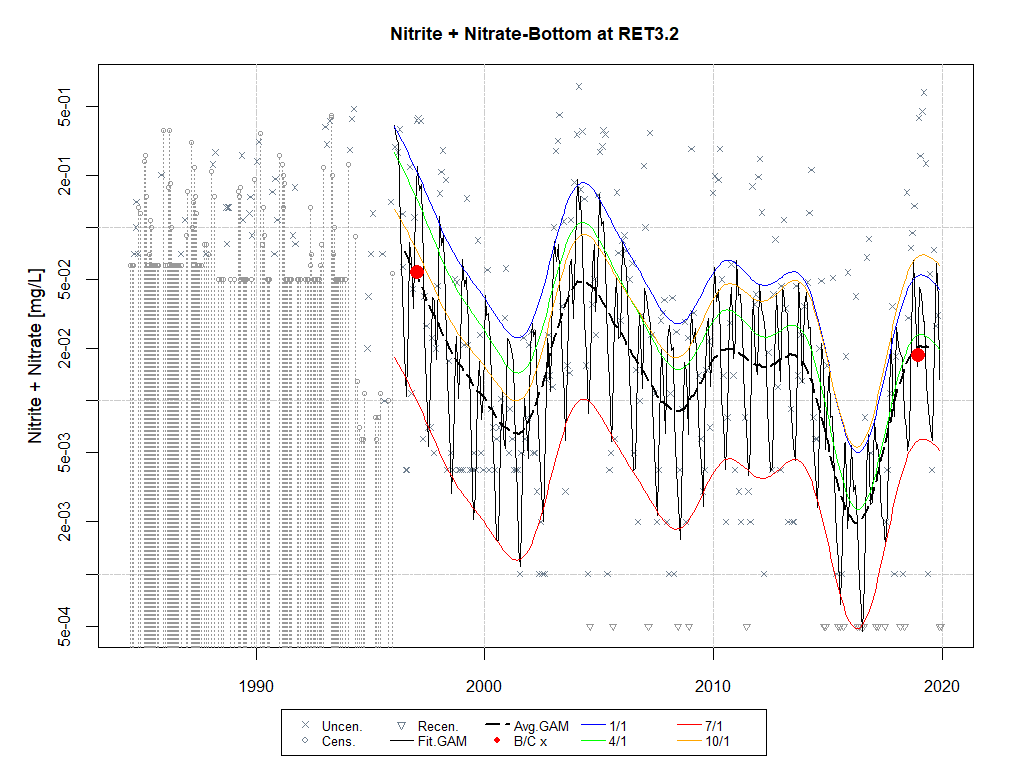 Nitrite + Nitrate-Bottom at RET3.2
Nitrite + Nitrate [mg/L]
5e-01
2e-01
5e-02
2e-02
5e-03
2e-03
5e-04
1990 2000 2010 2020
Uncen. Recen. Avg.GAM 1/1 7/1
Cens. Fit.GAM B/C x 4/1 10/1